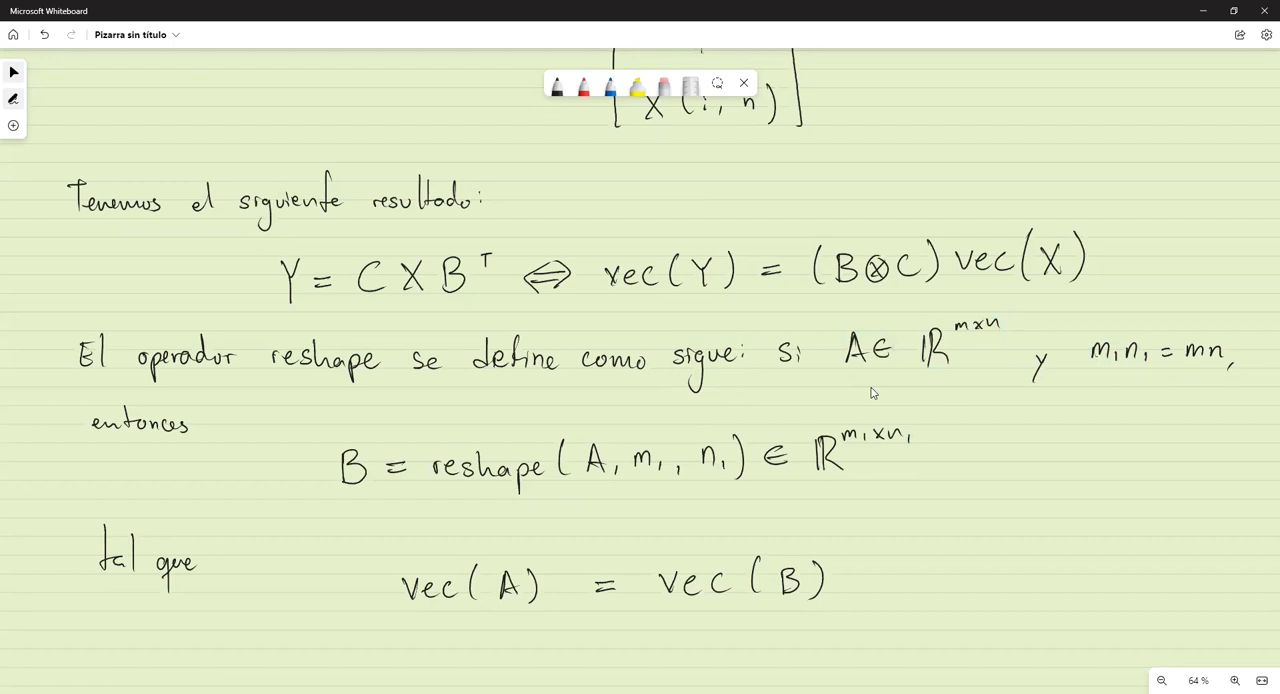 Microsoft Whiteboard
Pizarra sin título
X (i, n)
Tenemos el siguiente resultado:
Y = C X B^T ⟺ vec(Y) = (B ⊗ C) vec(X)
El operador reshape se define como sigue: si A ∈ ℝ^{m×n} y m₁n₁ = mn,
entonces
B = reshape(A, m₁, n₁) ∈ ℝ^{m₁×n₁}
tal que
vec(A) = vec(B)
64 %